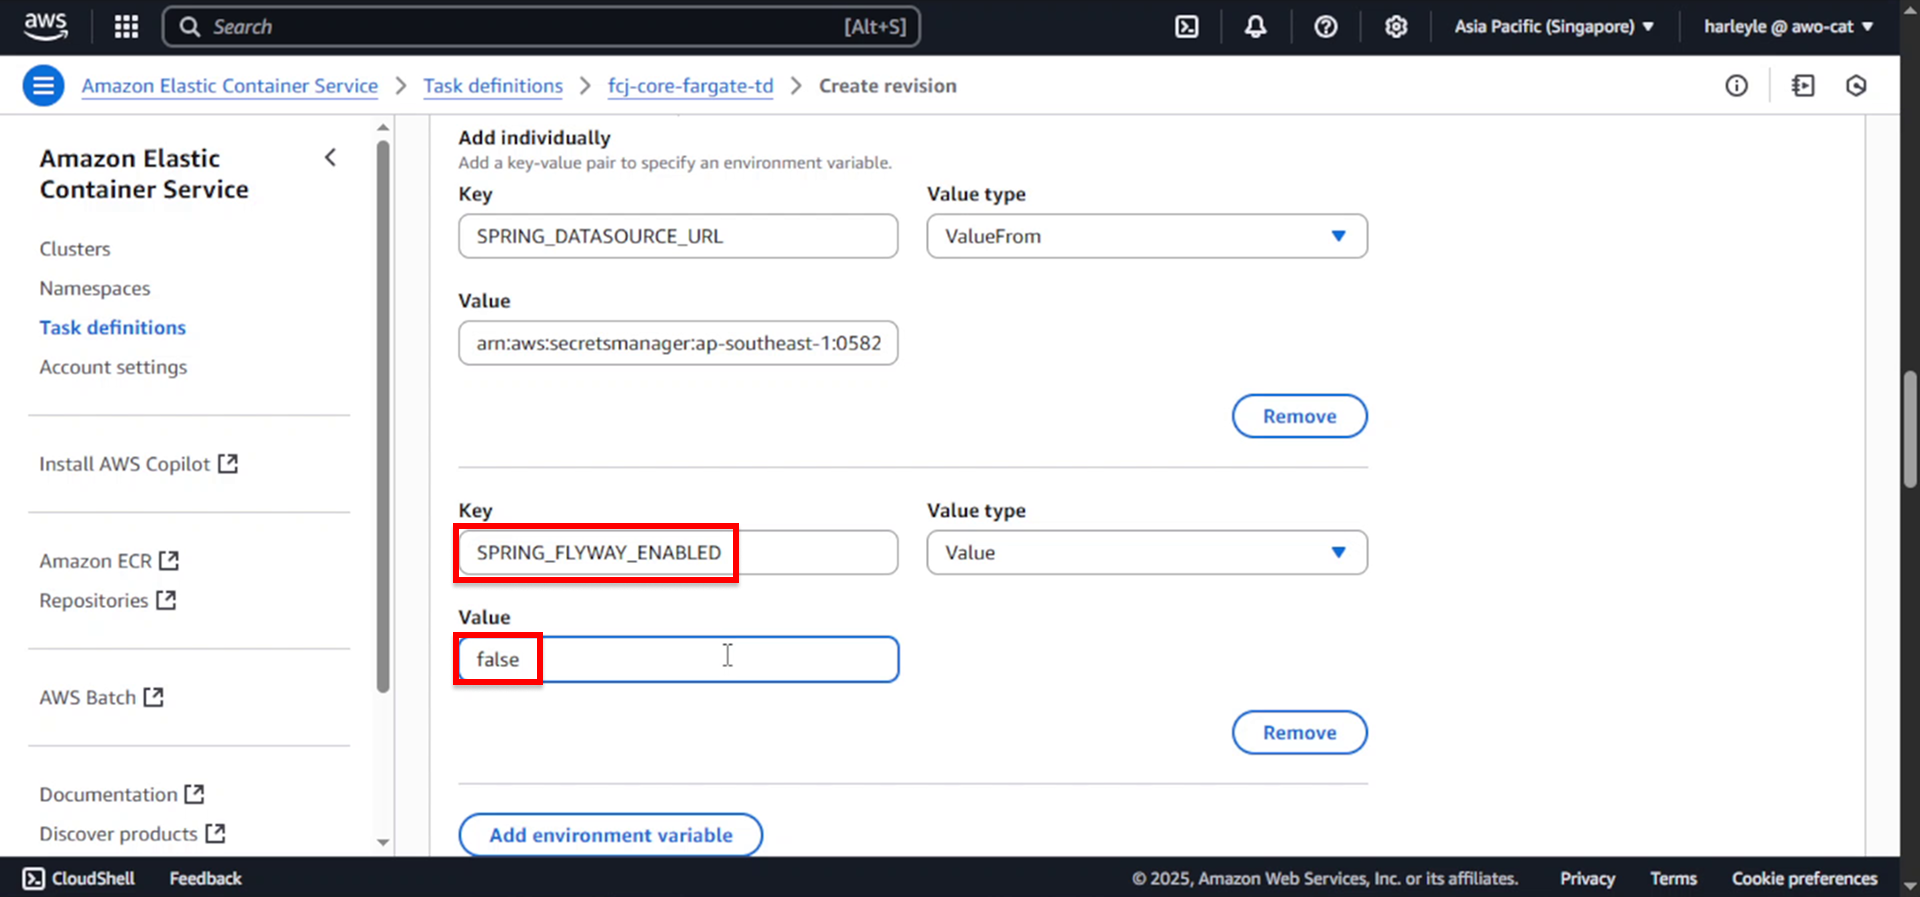 aws
Search [Alt+S]
Asia Pacific (Singapore)
harleyle @ awo-cat
Amazon Elastic Container Service > Task definitions > fcj-core-fargate-td > Create revision
Amazon Elastic
Container Service
Clusters
Namespaces
Task definitions
Account settings
Install AWS Copilot
Amazon ECR
Repositories
AWS Batch
Documentation
Discover products
Add individually
Add a key-value pair to specify an environment variable.
Key Value type
SPRING_DATASOURCE_URL ValueFrom
Value
arn:aws:secretsmanager:ap-southeast-1:0582
Remove
Key Value type
SPRING_FLYWAY_ENABLED Value
Value
false
Remove
Add environment variable
CloudShell Feedback
© 2025, Amazon Web Services, Inc. or its affiliates. Privacy Terms Cookie preferences